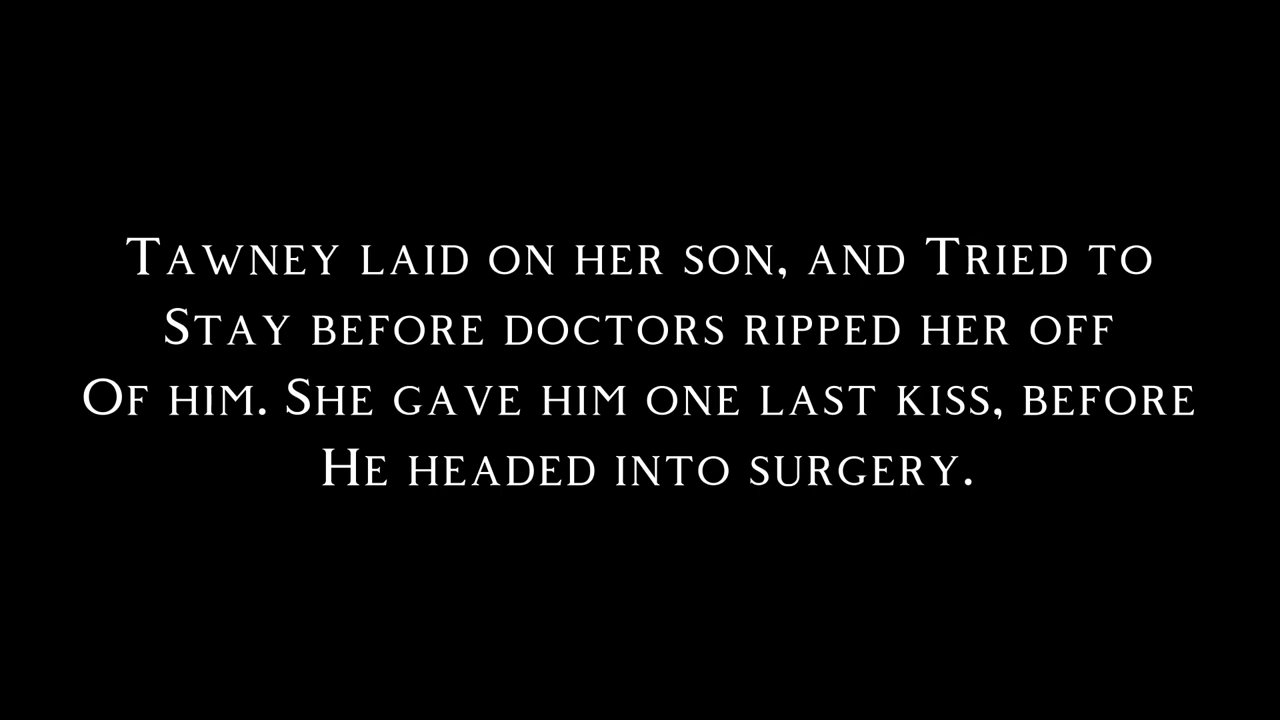 Tawney laid on her son, and Tried to
Stay before doctors ripped her off
Of him. She gave him one last kiss, before
He headed into surgery.